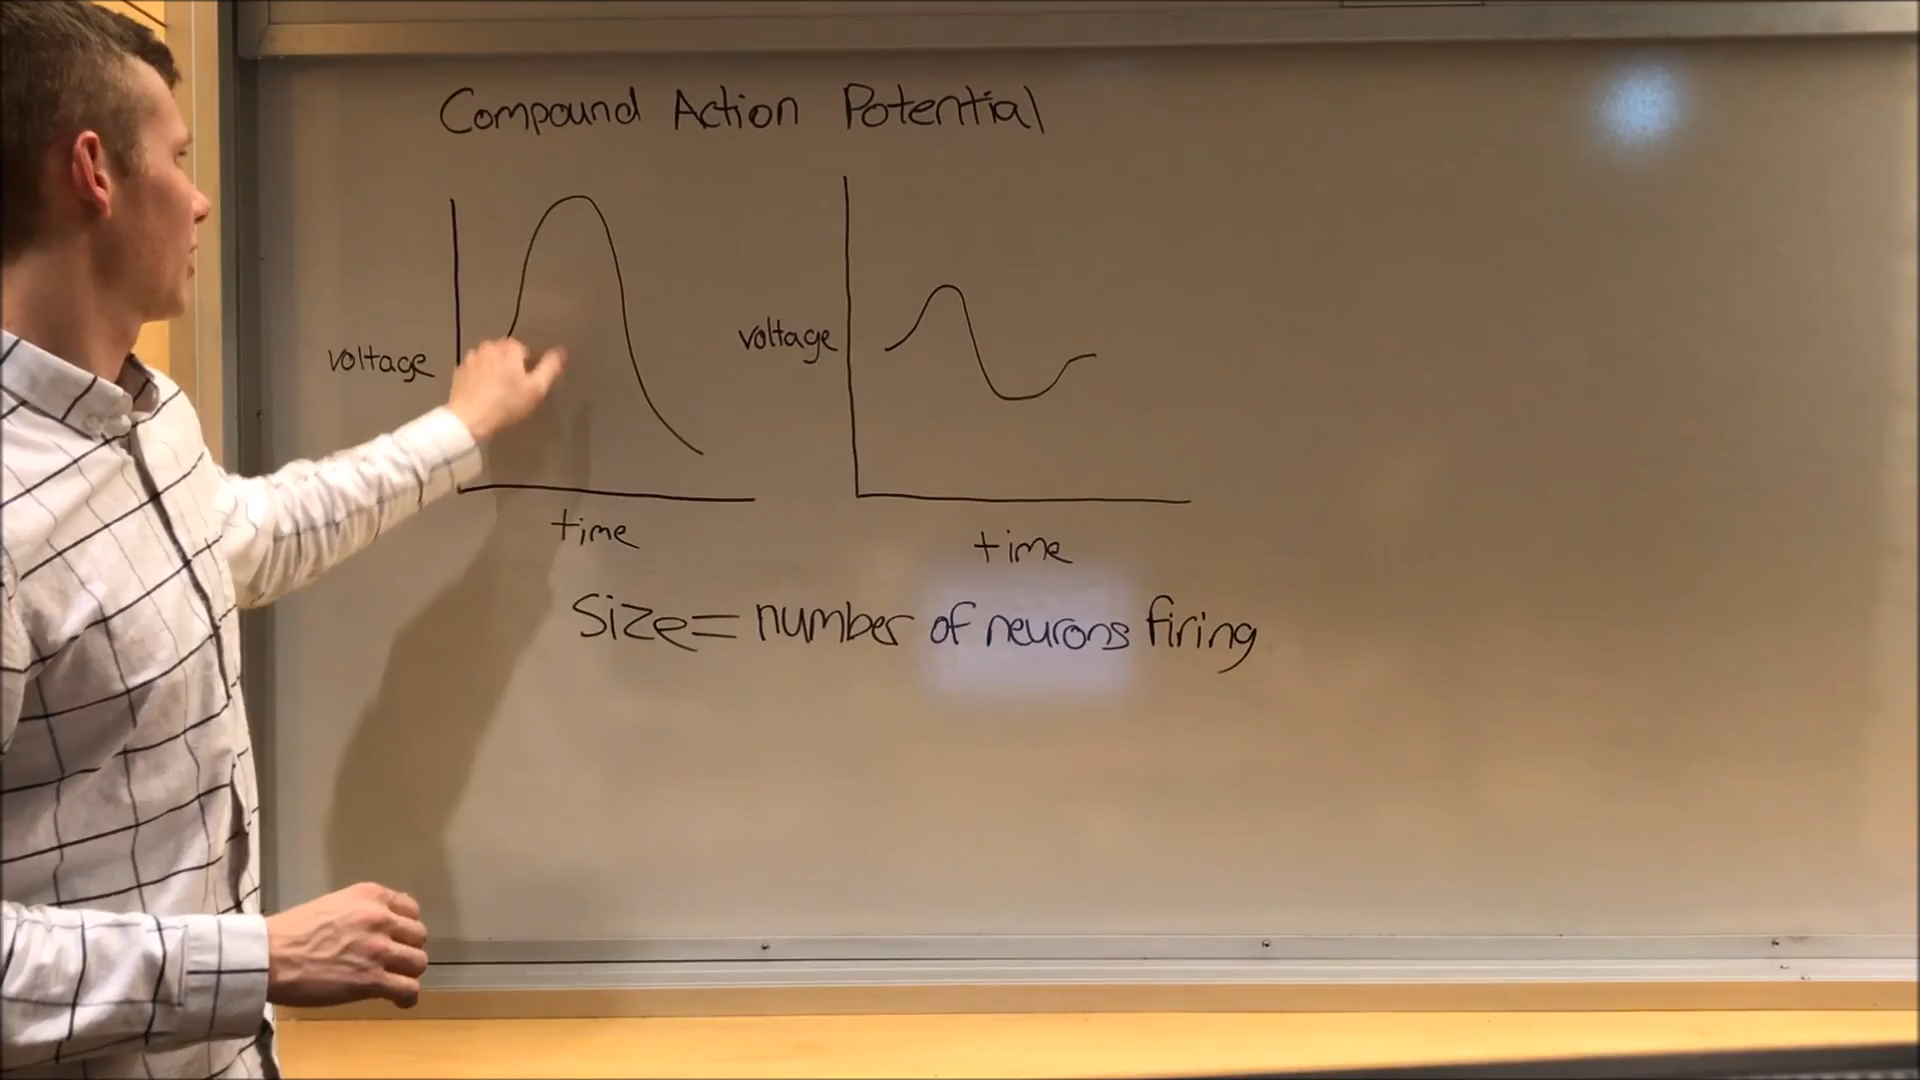 Compound Action Potential
voltage
time
voltage
time
Size = number of neurons firing